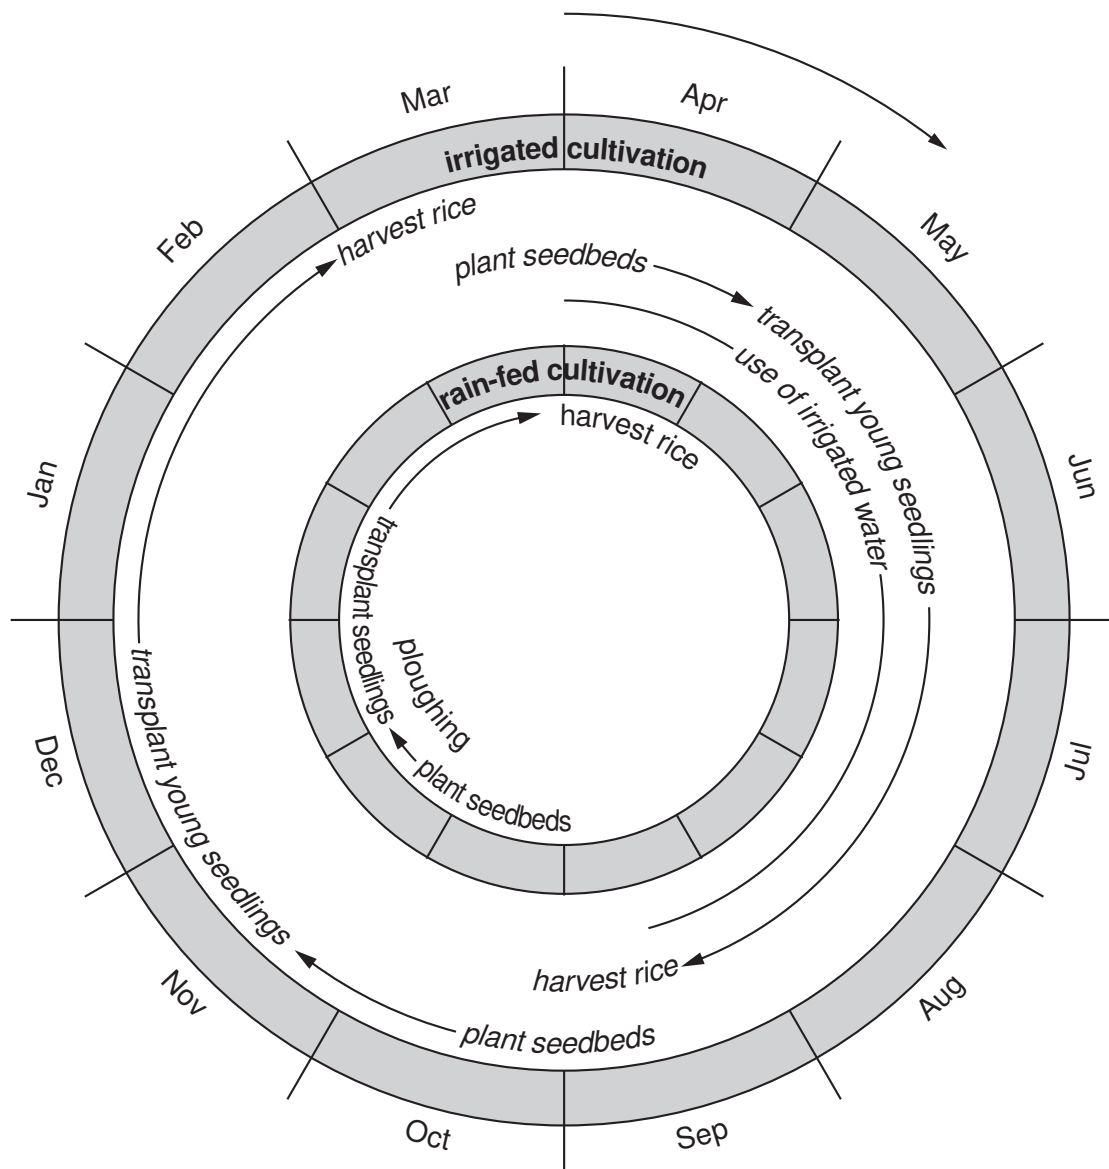 Mar
Apr
May
Jun
Jul
Aug
Sep
Oct
Nov
Dec
Jan
Feb
irrigated cultivation
harvest rice
plant seedbeds
transplant young seedlings
use of irrigated water
harvest rice
plant seedbeds
transplant young seedlings
rain-fed cultivation
harvest rice
transplant seedlings
ploughing
plant seedbeds